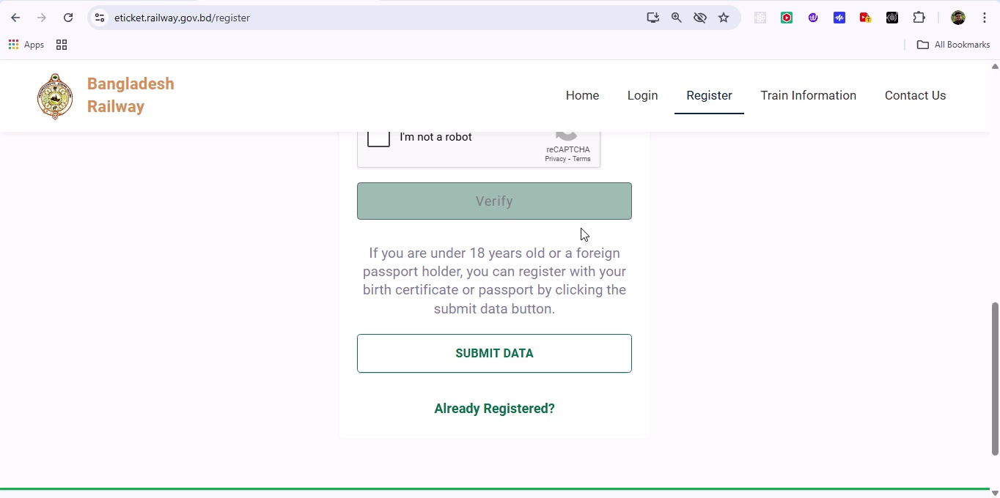 eticket.railway.gov.bd/register
Apps
All Bookmarks
Bangladesh
Railway
Home
Login
Register
Train Information
Contact Us
I'm not a robot
reCAPTCHA
Privacy - Terms
Verify
If you are under 18 years old or a foreign
passport holder, you can register with your
birth certificate or passport by clicking the
submit data button.
SUBMIT DATA
Already Registered?